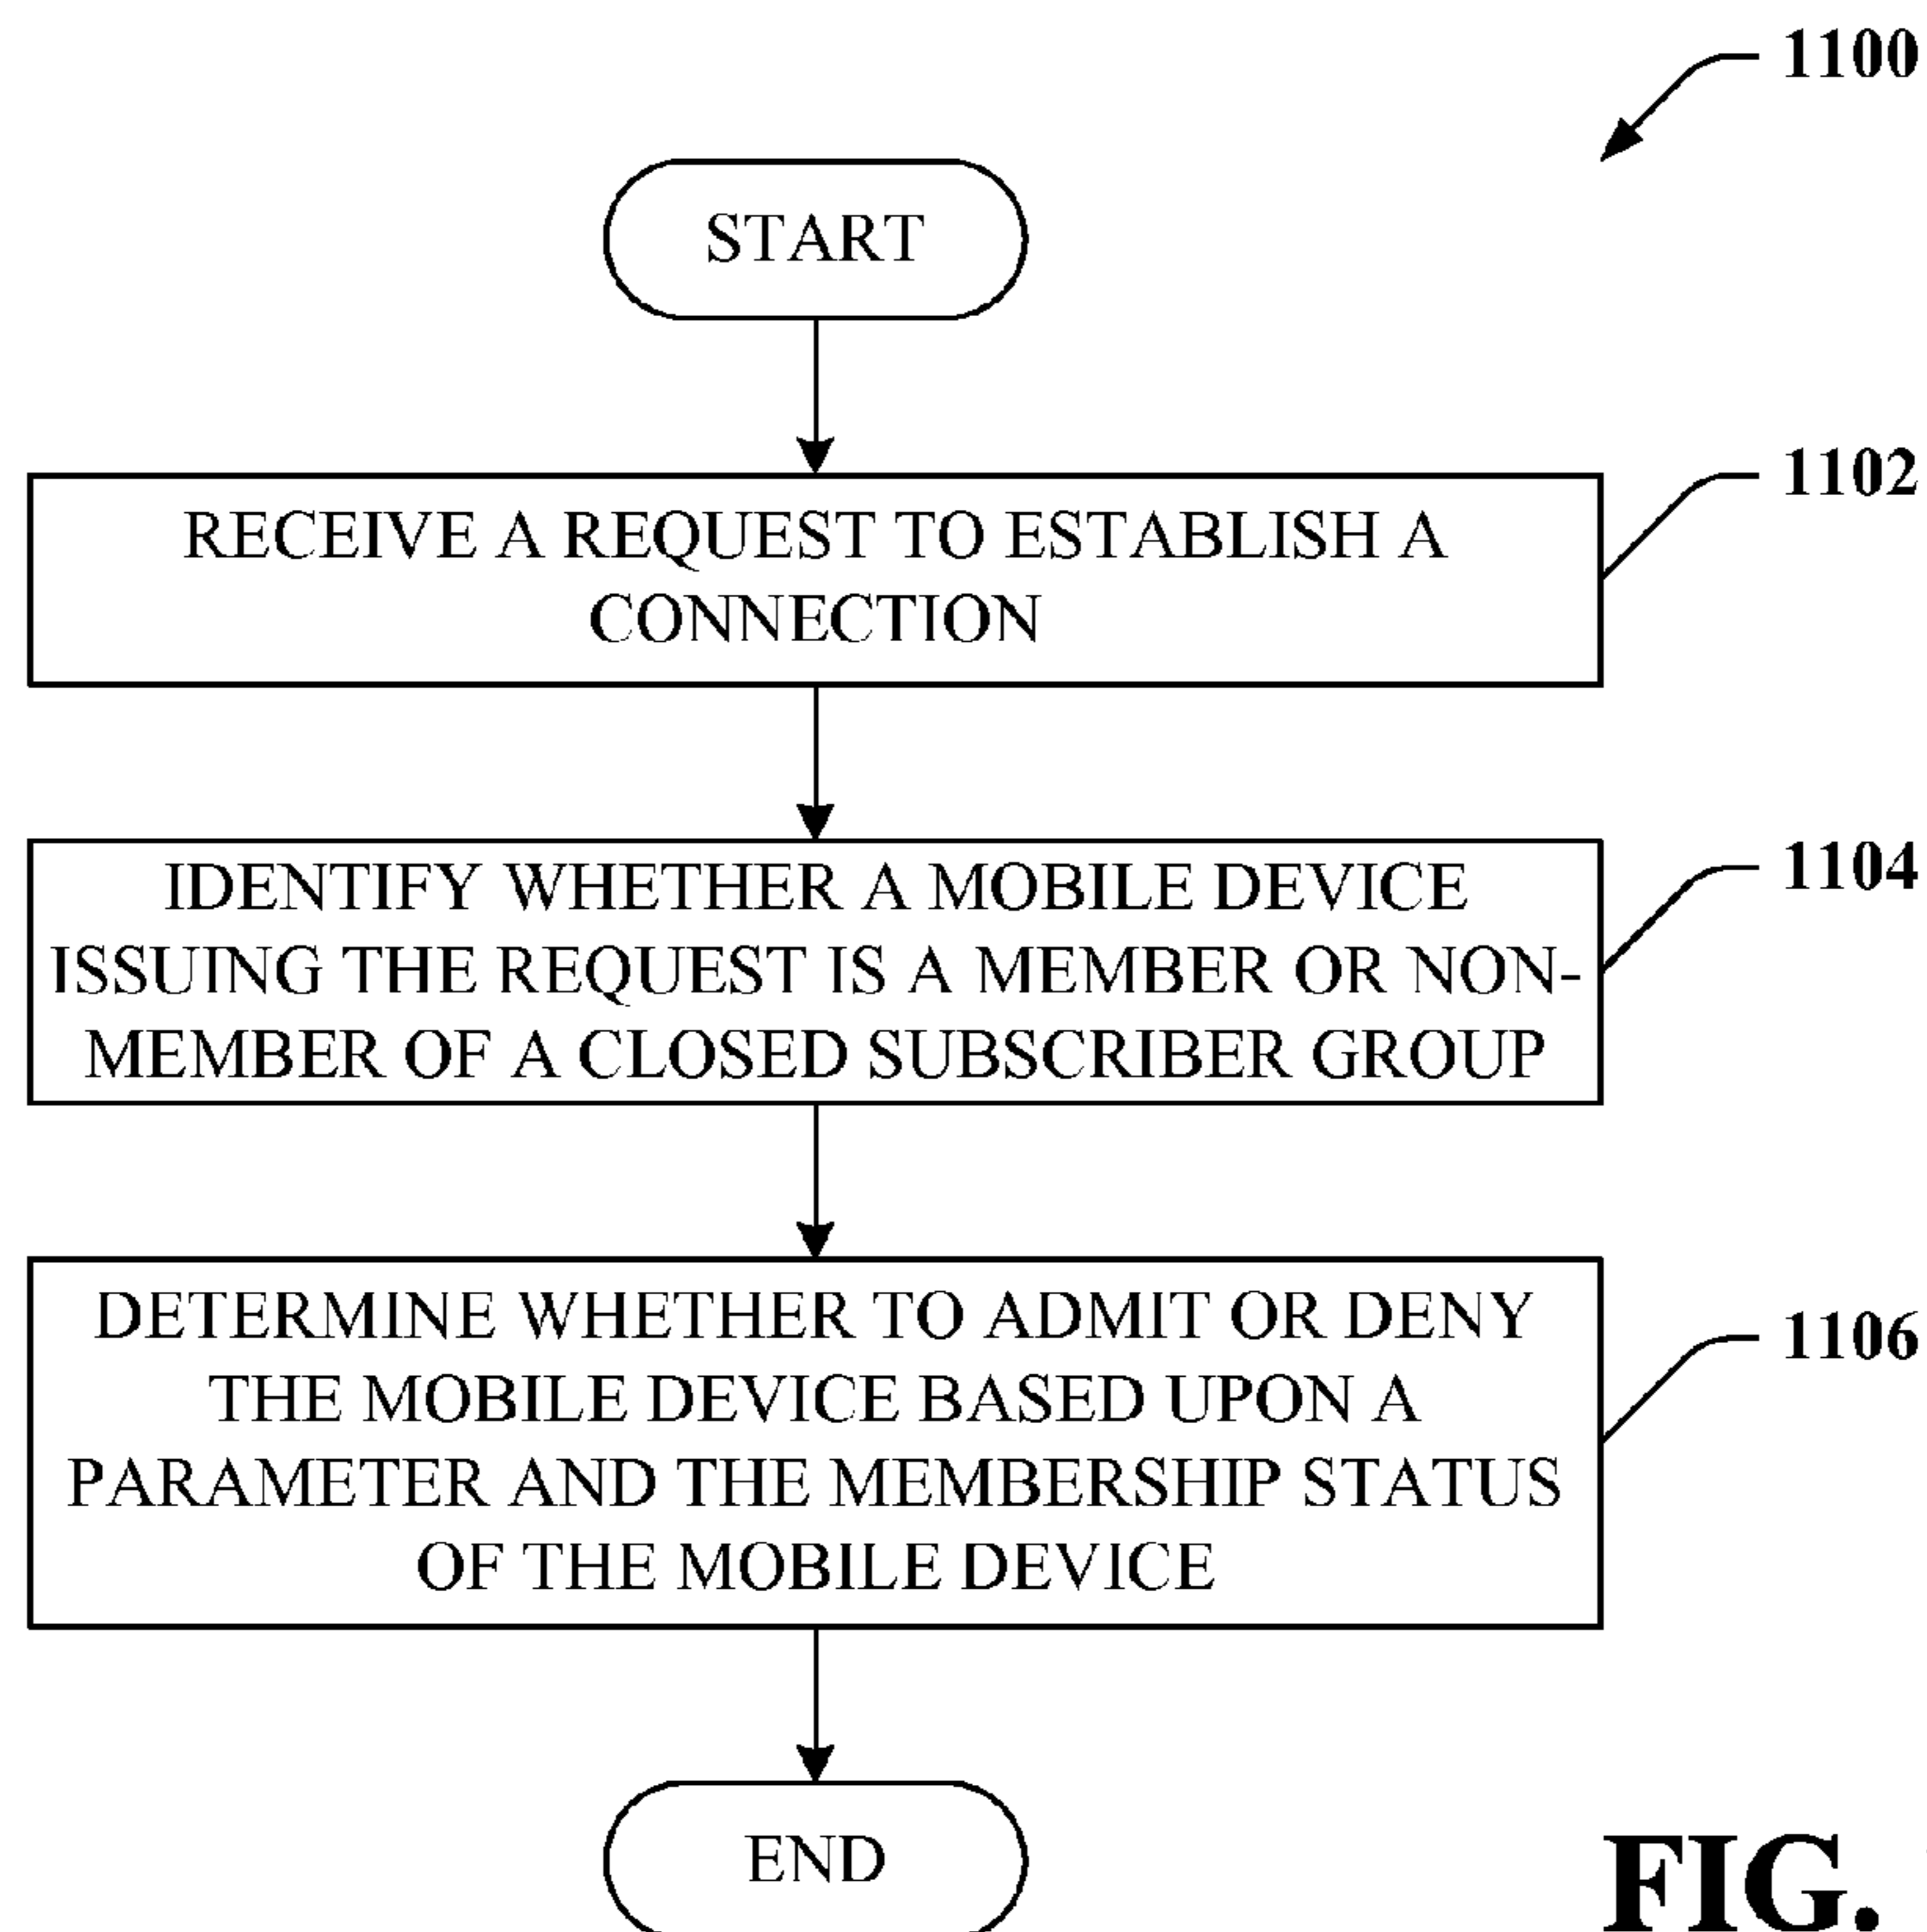 1100
START
1102
RECEIVE A REQUEST TO ESTABLISH A
CONNECTION
1104
IDENTIFY WHETHER A MOBILE DEVICE
ISSUING THE REQUEST IS A MEMBER OR NON-
MEMBER OF A CLOSED SUBSCRIBER GROUP
1106
DETERMINE WHETHER TO ADMIT OR DENY
THE MOBILE DEVICE BASED UPON A
PARAMETER AND THE MEMBERSHIP STATUS
OF THE MOBILE DEVICE
END
FIG.